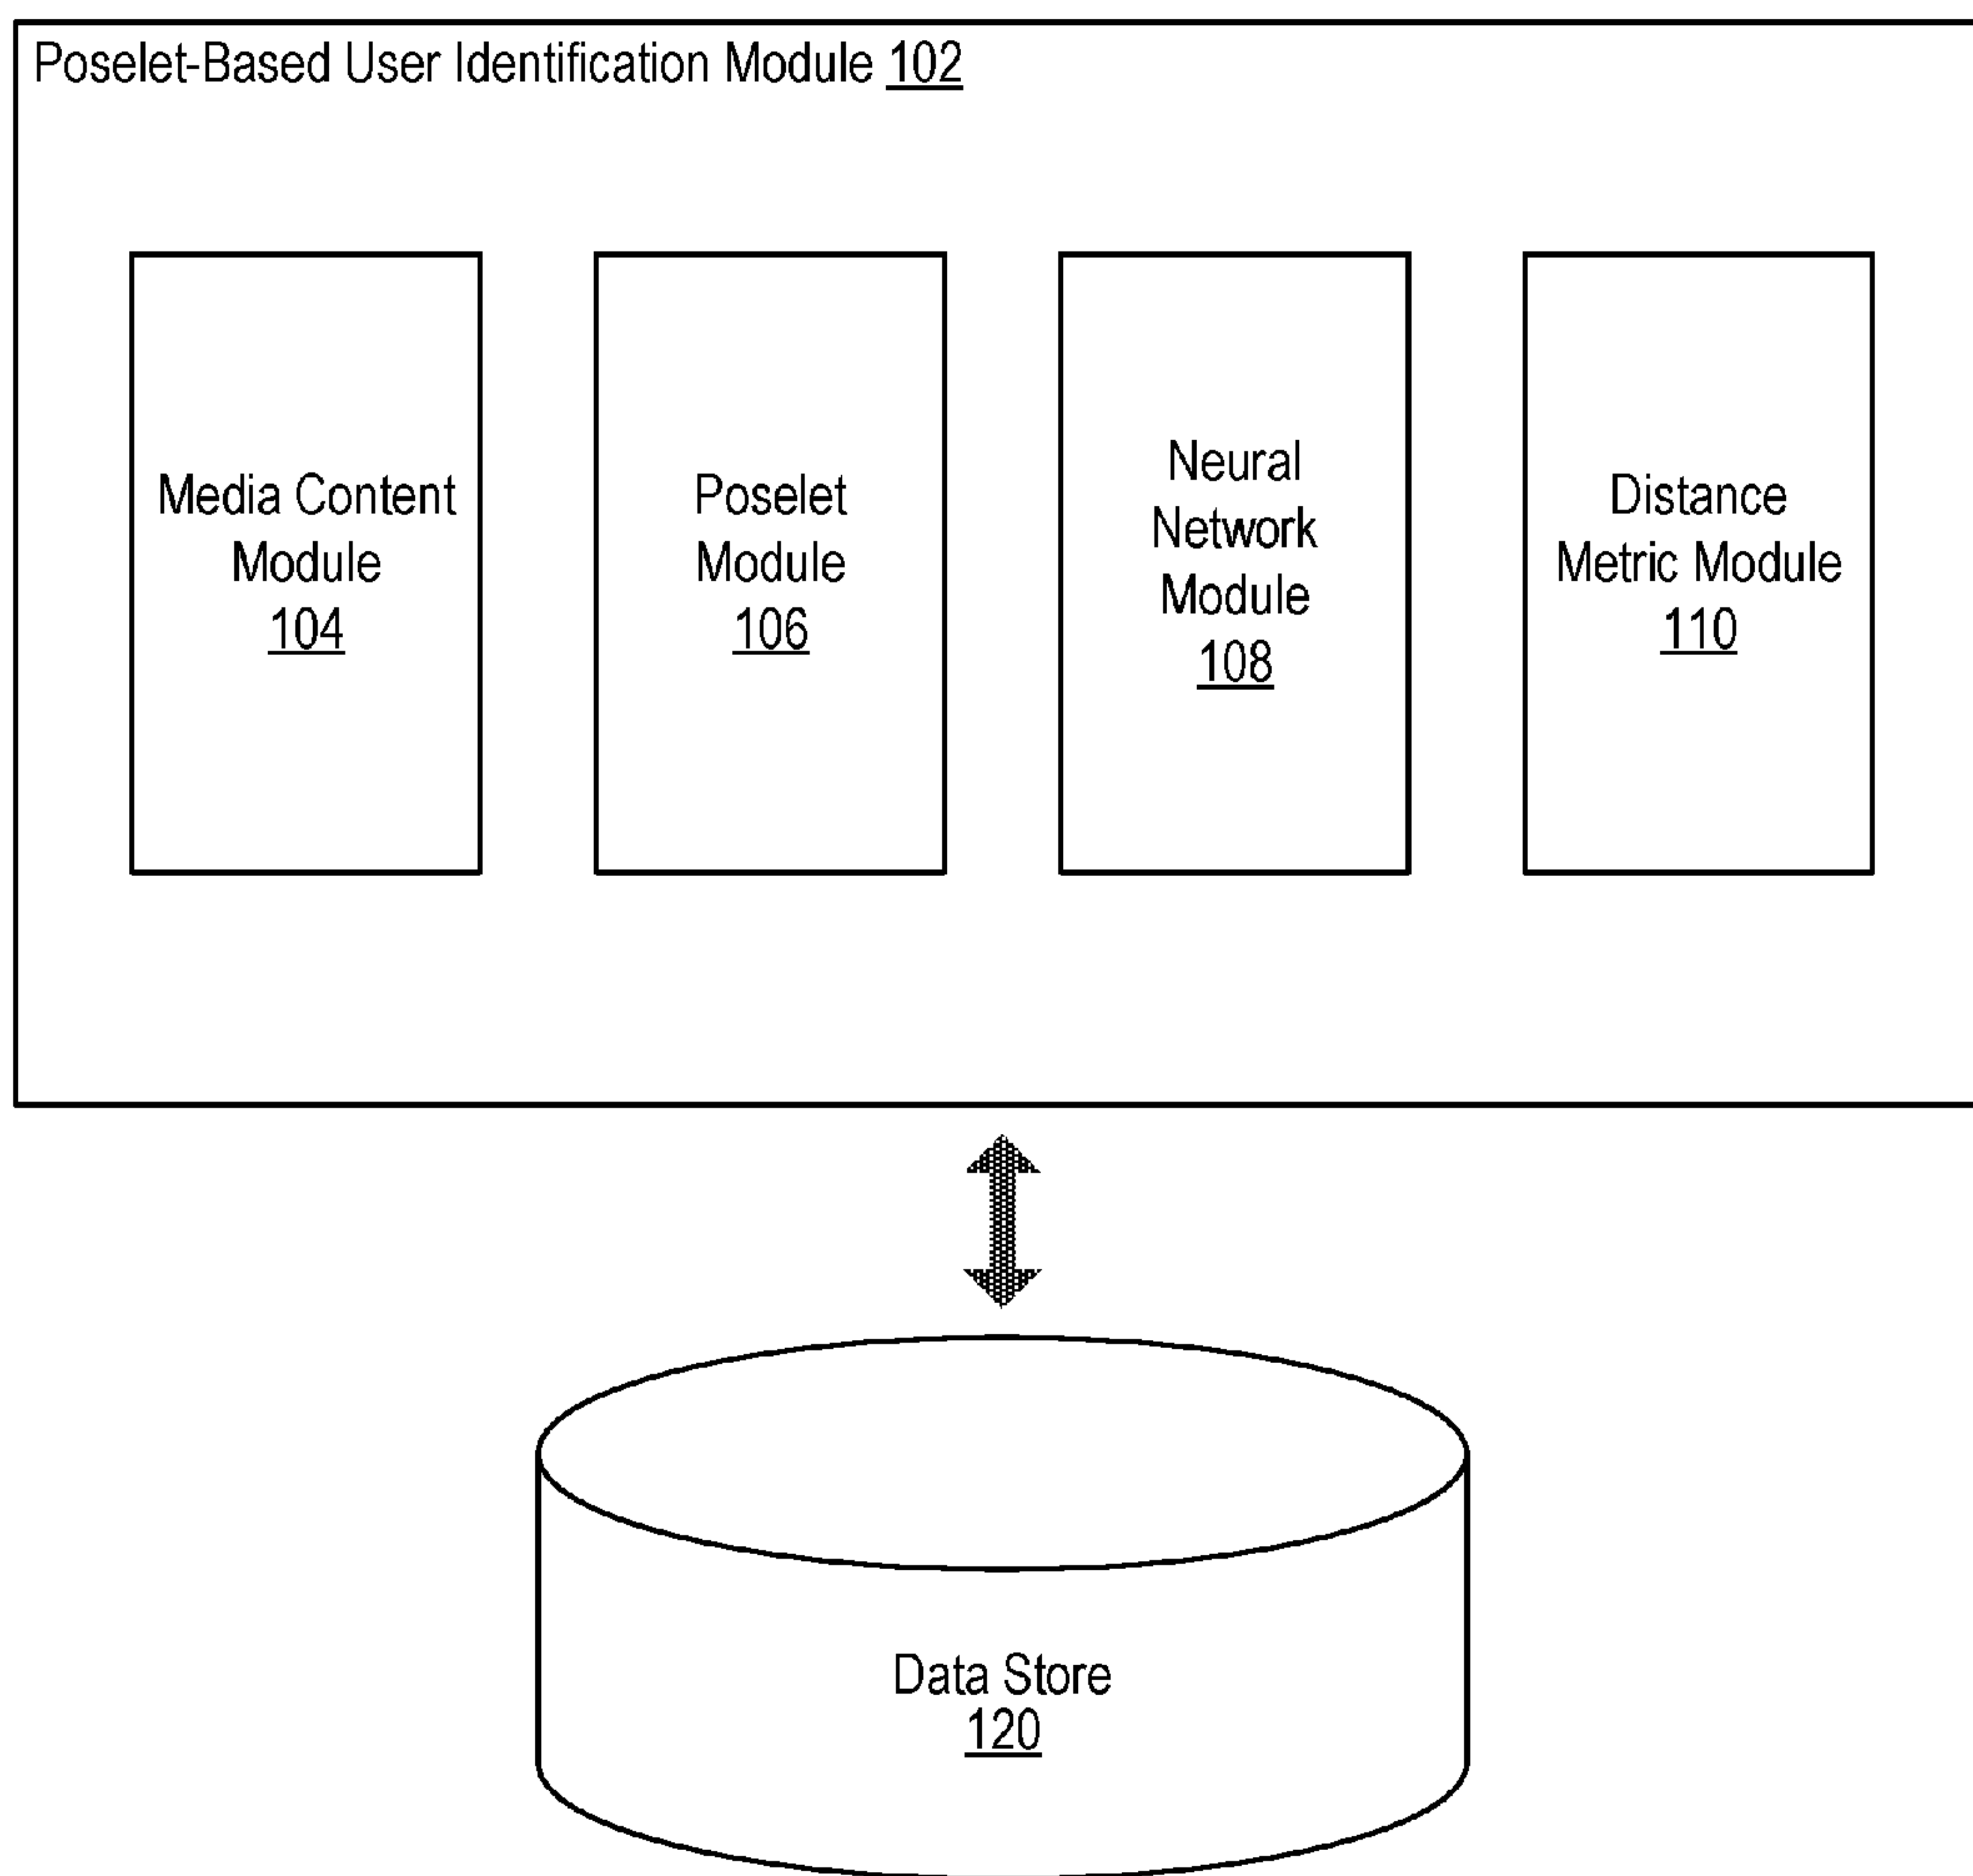 Poselet-Based User Identification Module 102
Media Content
Module
104
Poselet
Module
106
Neural
Network
Module
108
Distance
Metric Module
110
Data Store
120